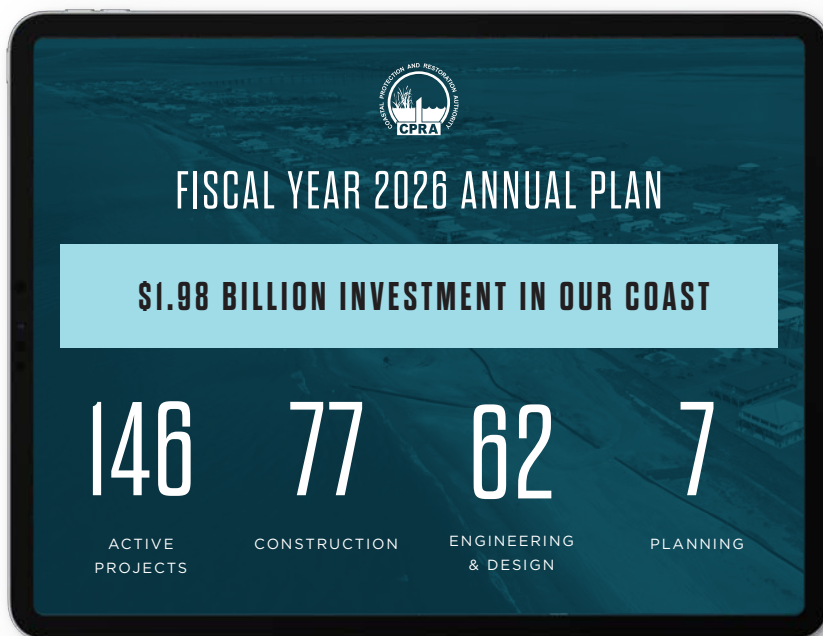 COASTAL PROTECTION AND RESTORATION AUTHORITY
CPRA
FISCAL YEAR 2026 ANNUAL PLAN
$1.98 BILLION INVESTMENT IN OUR COAST
146 77 62 7
ACTIVE CONSTRUCTION ENGINEERING PLANNING
PROJECTS & DESIGN